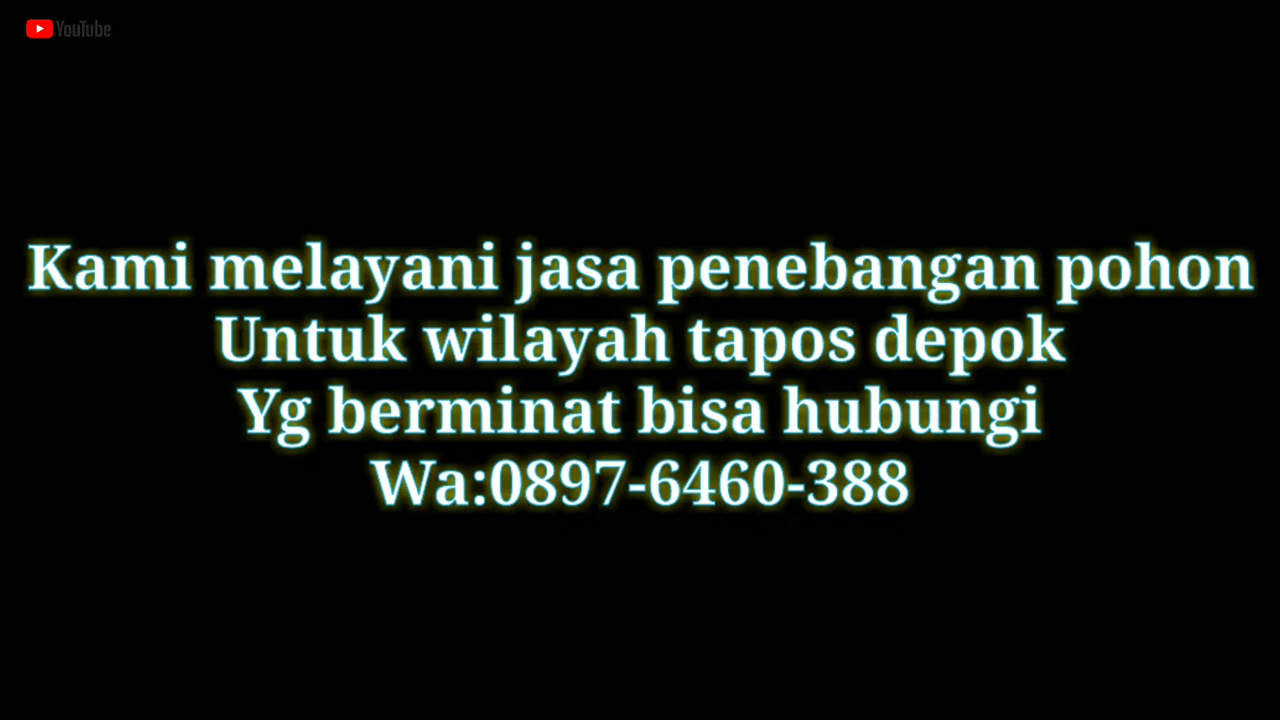 YouTube
Kami melayani jasa penebangan pohon
Untuk wilayah tapos depok
Yg berminat bisa hubungi
Wa:0897-6460-388